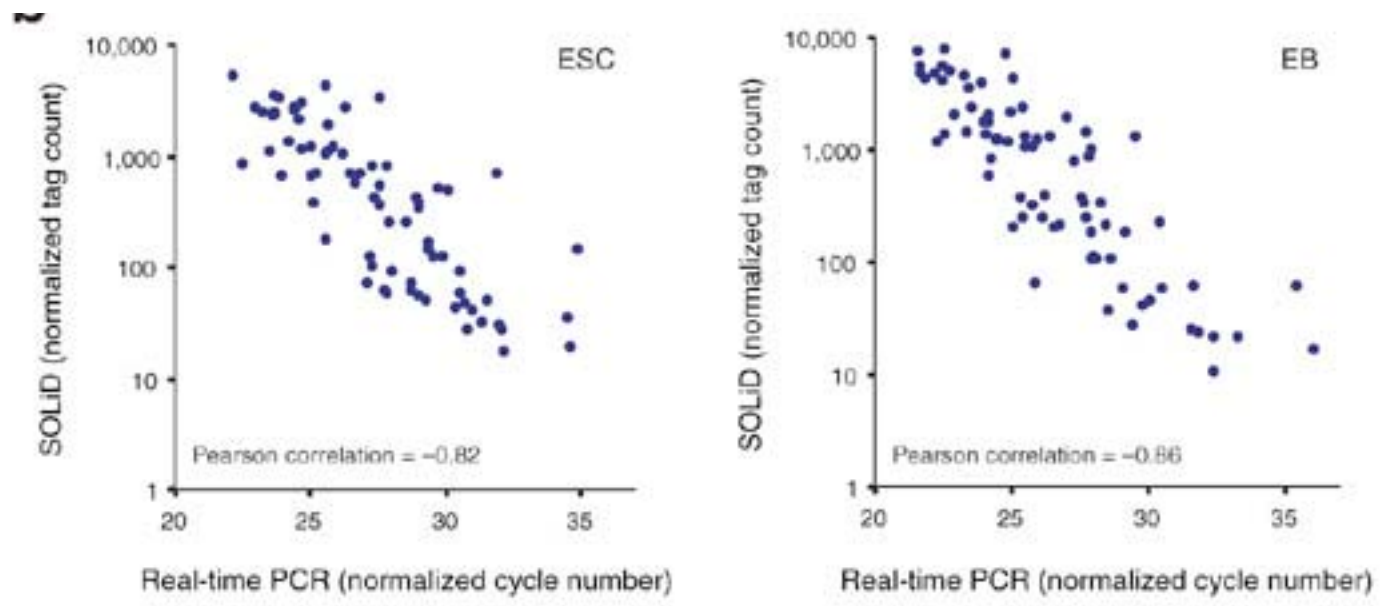 b
10,000
ESC
1,000
100
10
1
SOLiD (normalized tag count)
Pearson correlation = −0.82
20 25 30 35
Real-time PCR (normalized cycle number)
10,000
EB
1,000
100
10
1
SOLiD (normalized tag count)
Pearson correlation = −0.86
20 25 30 35
Real-time PCR (normalized cycle number)